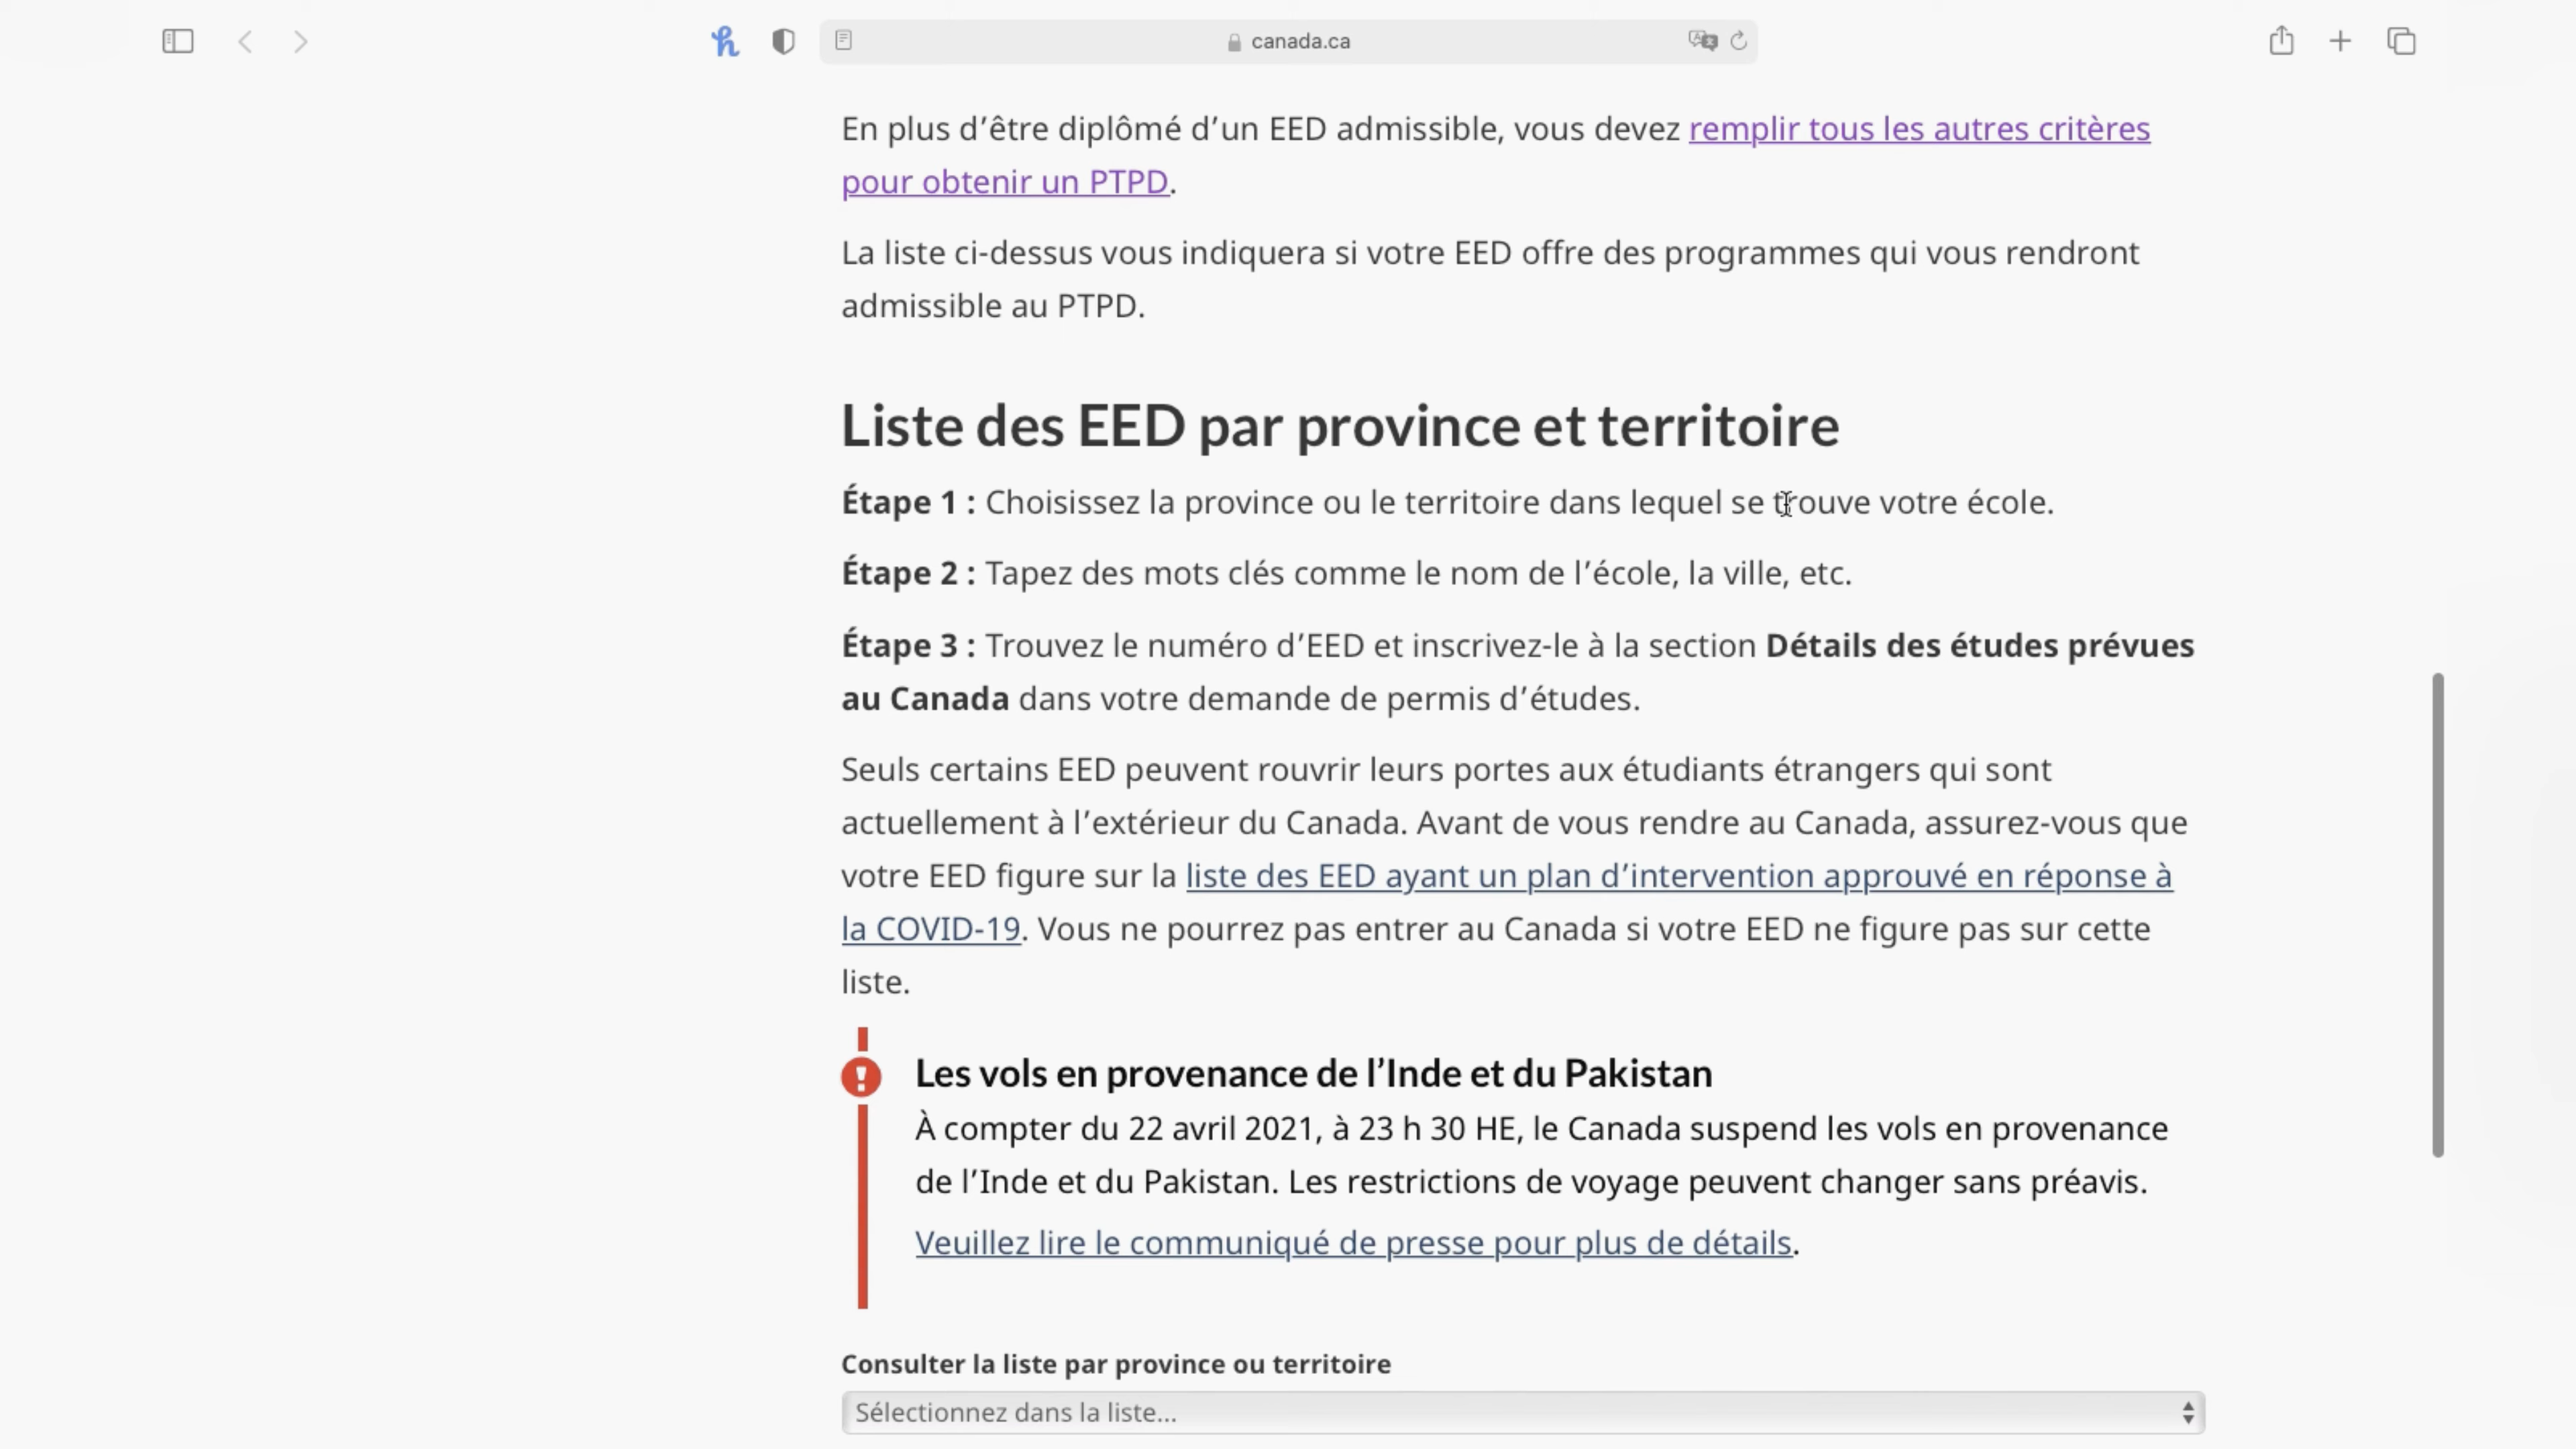 canada.ca
En plus d’être diplômé d’un EED admissible, vous devez remplir tous les autres critères
pour obtenir un PTPD.
La liste ci-dessus vous indiquera si votre EED offre des programmes qui vous rendront
admissible au PTPD.
Liste des EED par province et territoire
Étape 1 : Choisissez la province ou le territoire dans lequel se trouve votre école.
Étape 2 : Tapez des mots clés comme le nom de l’école, la ville, etc.
Étape 3 : Trouvez le numéro d’EED et inscrivez-le à la section Détails des études prévues
au Canada dans votre demande de permis d’études.
Seuls certains EED peuvent rouvrir leurs portes aux étudiants étrangers qui sont
actuellement à l’extérieur du Canada. Avant de vous rendre au Canada, assurez-vous que
votre EED figure sur la liste des EED ayant un plan d’intervention approuvé en réponse à
la COVID-19. Vous ne pourrez pas entrer au Canada si votre EED ne figure pas sur cette
liste.
Les vols en provenance de l’Inde et du Pakistan
À compter du 22 avril 2021, à 23 h 30 HE, le Canada suspend les vols en provenance
de l’Inde et du Pakistan. Les restrictions de voyage peuvent changer sans préavis.
Veuillez lire le communiqué de presse pour plus de détails.
Consulter la liste par province ou territoire
Sélectionnez dans la liste...